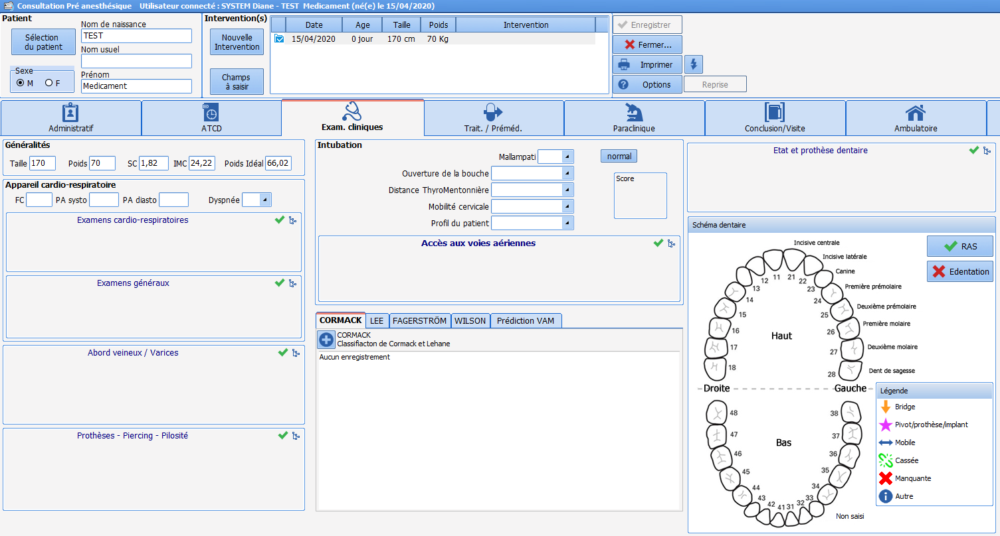 Consultation Pré anesthésique Utilisateur connecté : SYSTEM Diane - TEST Medicament (né(e) le 15/04/2020)
Patient
Sélection
du patient
Nom de naissance
TEST
Nom usuel
Sexe
M F
Prénom
Medicament
Intervention(s)
Nouvelle
Intervention
Champs
à saisir
Date Age Taille Poids Intervention
15/04/2020 0 jour 170 cm 70 Kg
Enregistrer
Fermer...
Imprimer
Options
Reprise
Administratif
ATCD
Exam. cliniques
Trait. / Préméd.
Paraclinique
Conclusion/Visite
Ambulatoire
Généralités
Taille 170 Poids 70 SC 1,82 IMC 24,22 Poids Idéal 66,02
Appareil cardio-respiratoire
FC PA systo PA diasto Dyspnée
Examens cardio-respiratoires
Examens généraux
Abord veineux / Varices
Prothèses - Piercing - Pilosité
Intubation
Mallampati
normal
Ouverture de la bouche
Distance ThyroMentonnière
Mobilité cervicale
Profil du patient
Score
Accès aux voies aériennes
CORMACK LEE FAGERSTRÖM WILSON Prédiction VAM
CORMACK
Classifiacton de Cormack et Lehane
Aucun enregistrement
Etat et prothèse dentaire
Schéma dentaire
RAS
Edentation
Incisive centrale
Incisive latérale
Canine
Première prémolaire
Deuxième prémolaire
Première molaire
Deuxième molaire
Dent de sagesse
11 21
12 22
13 23
14 24
15 25
16 26
17 27
18 28
Haut
Droite Gauche
48 38
47 37
46 36
45 35
44 34
43 33
42 32
41 31
Bas
Non saisi
Légende
Bridge
Pivot/prothèse/implant
Mobile
Cassée
Manquante
Autre